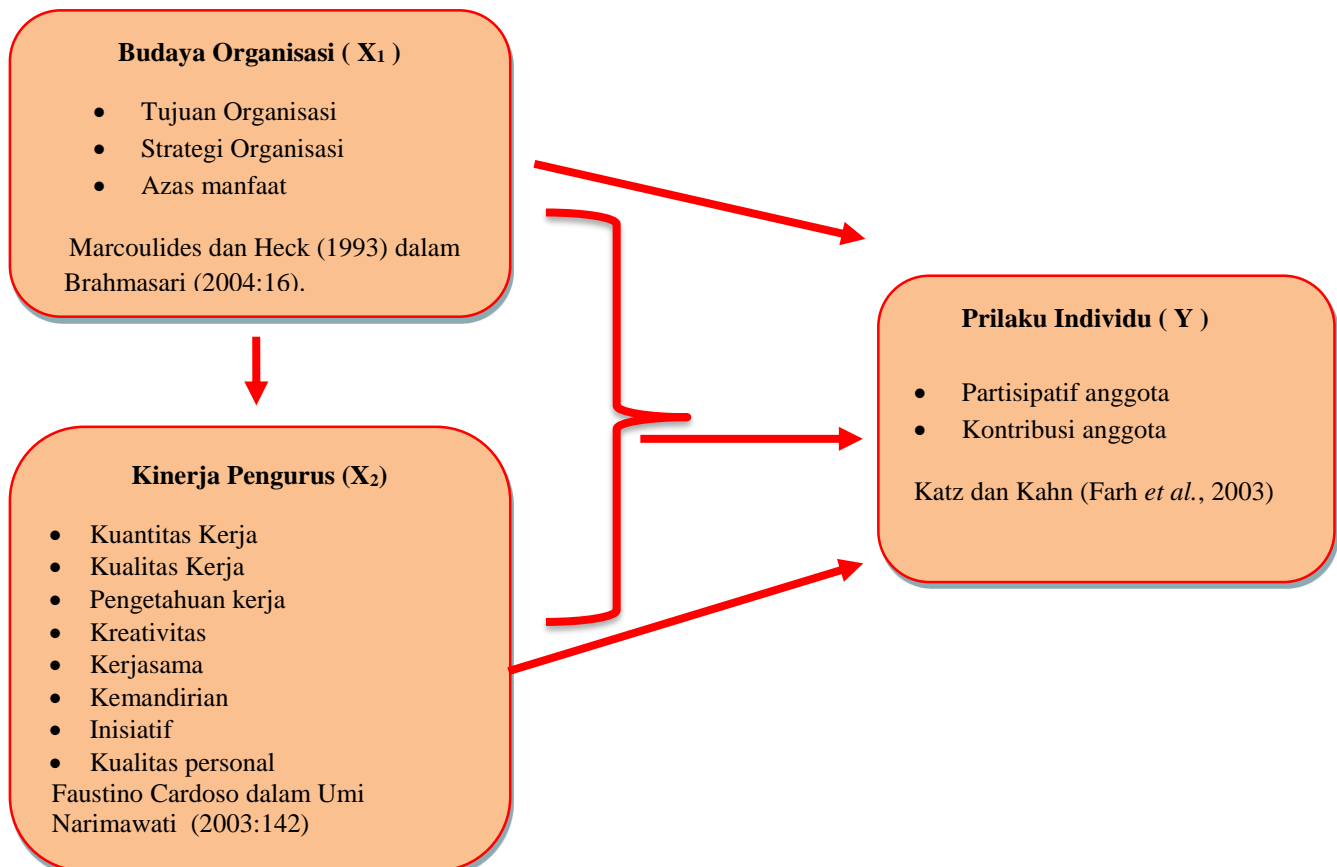 Budaya Organisasi ( X₁ )
• Tujuan Organisasi
• Strategi Organisasi
• Azas manfaat
Marcoulides dan Heck (1993) dalam
Brahmasari (2004:16).
Kinerja Pengurus (X₂)
• Kuantitas Kerja
• Kualitas Kerja
• Pengetahuan kerja
• Kreativitas
• Kerjasama
• Kemandirian
• Inisiatif
• Kualitas personal
Faustino Cardoso dalam Umi
Narimawati (2003:142)
Prilaku Individu ( Y )
• Partisipatif anggota
• Kontribusi anggota
Katz dan Kahn (Farh et al., 2003)